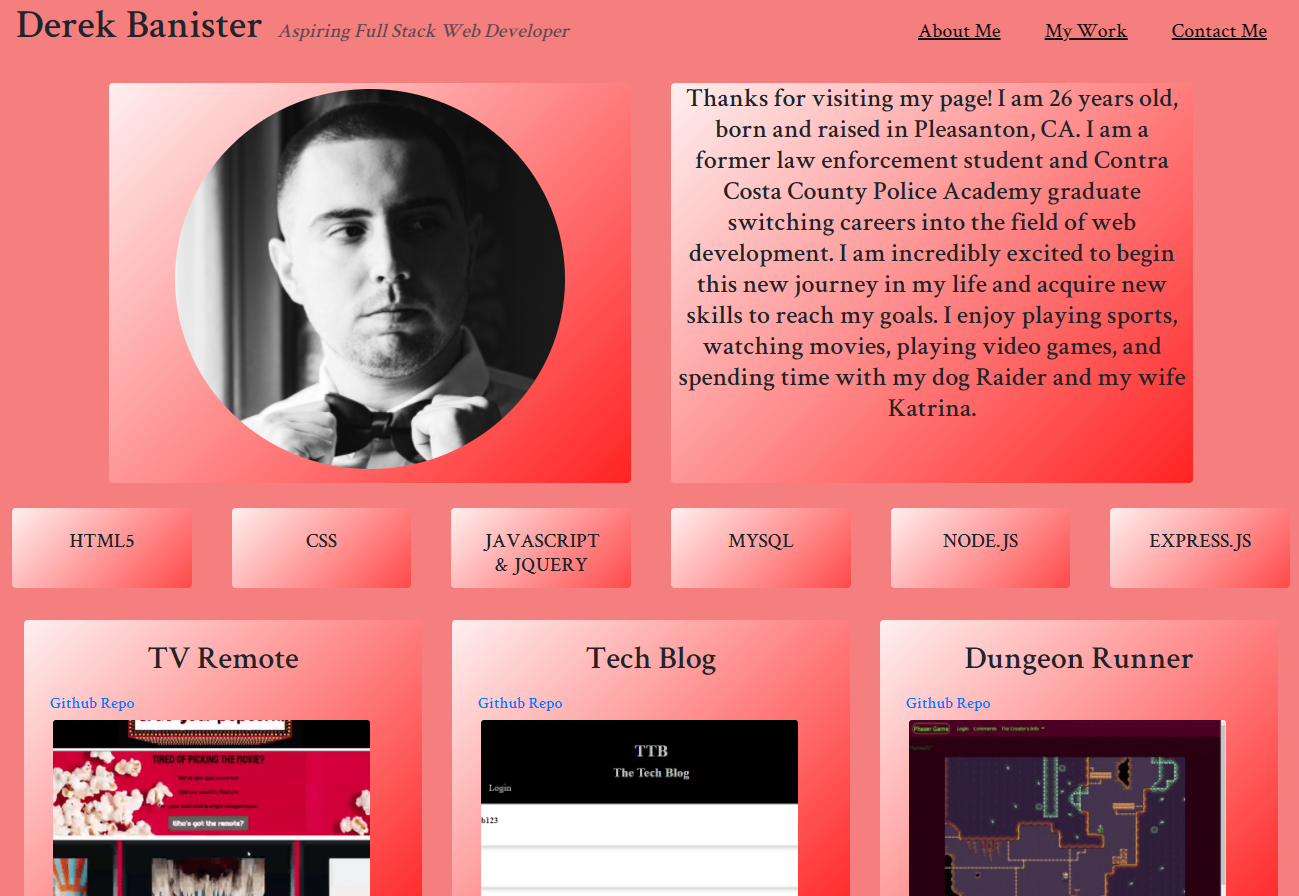 Derek Banister Aspiring Full Stack Web Developer About Me My Work Contact Me
Thanks for visiting my page! I am 26 years old,
born and raised in Pleasanton, CA. I am a
former law enforcement student and Contra
Costa County Police Academy graduate
switching careers into the field of web
development. I am incredibly excited to begin
this new journey in my life and acquire new
skills to reach my goals. I enjoy playing sports,
watching movies, playing video games, and
spending time with my dog Raider and my wife
Katrina.
HTML5
CSS
JAVASCRIPT
& JQUERY
MYSQL
NODE.JS
EXPRESS.JS
TV Remote
Github Repo
TIRED OF PICKING THE MOVIE?
Who's got the remote?
Tech Blog
Github Repo
TTB
The Tech Blog
Login
b123
Dungeon Runner
Github Repo
Phaser Game Login Comments The Creator's Info